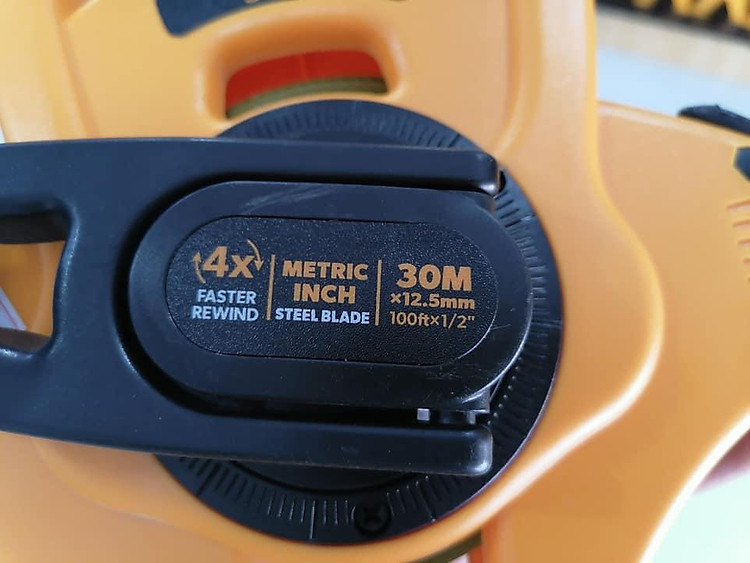 4x
FASTER
REWIND
METRIC
INCH
STEEL BLADE
30M
×12.5mm
100ft×1/2"